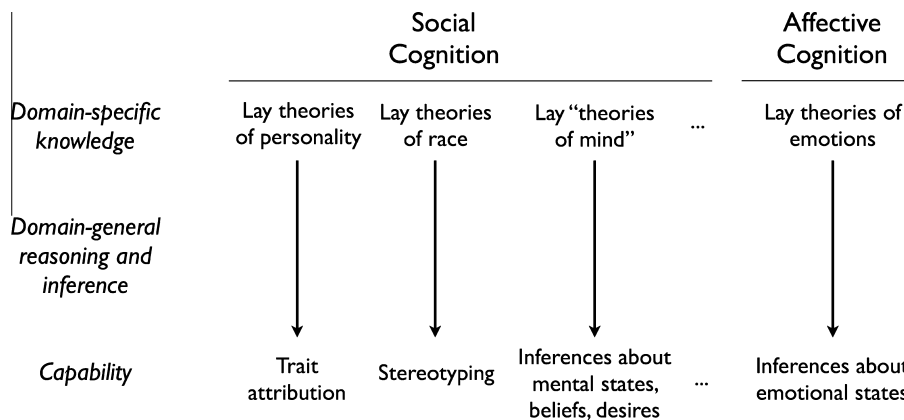 Social
Cognition
Affective
Cognition
Domain-specific
knowledge
Lay theories
of personality
Lay theories
of race
Lay “theories
of mind”
...
Lay theories of
emotions
Domain-general
reasoning and
inference
Capability
Trait
attribution
Stereotyping
Inferences about
mental states,
beliefs, desires
...
Inferences about
emotional states